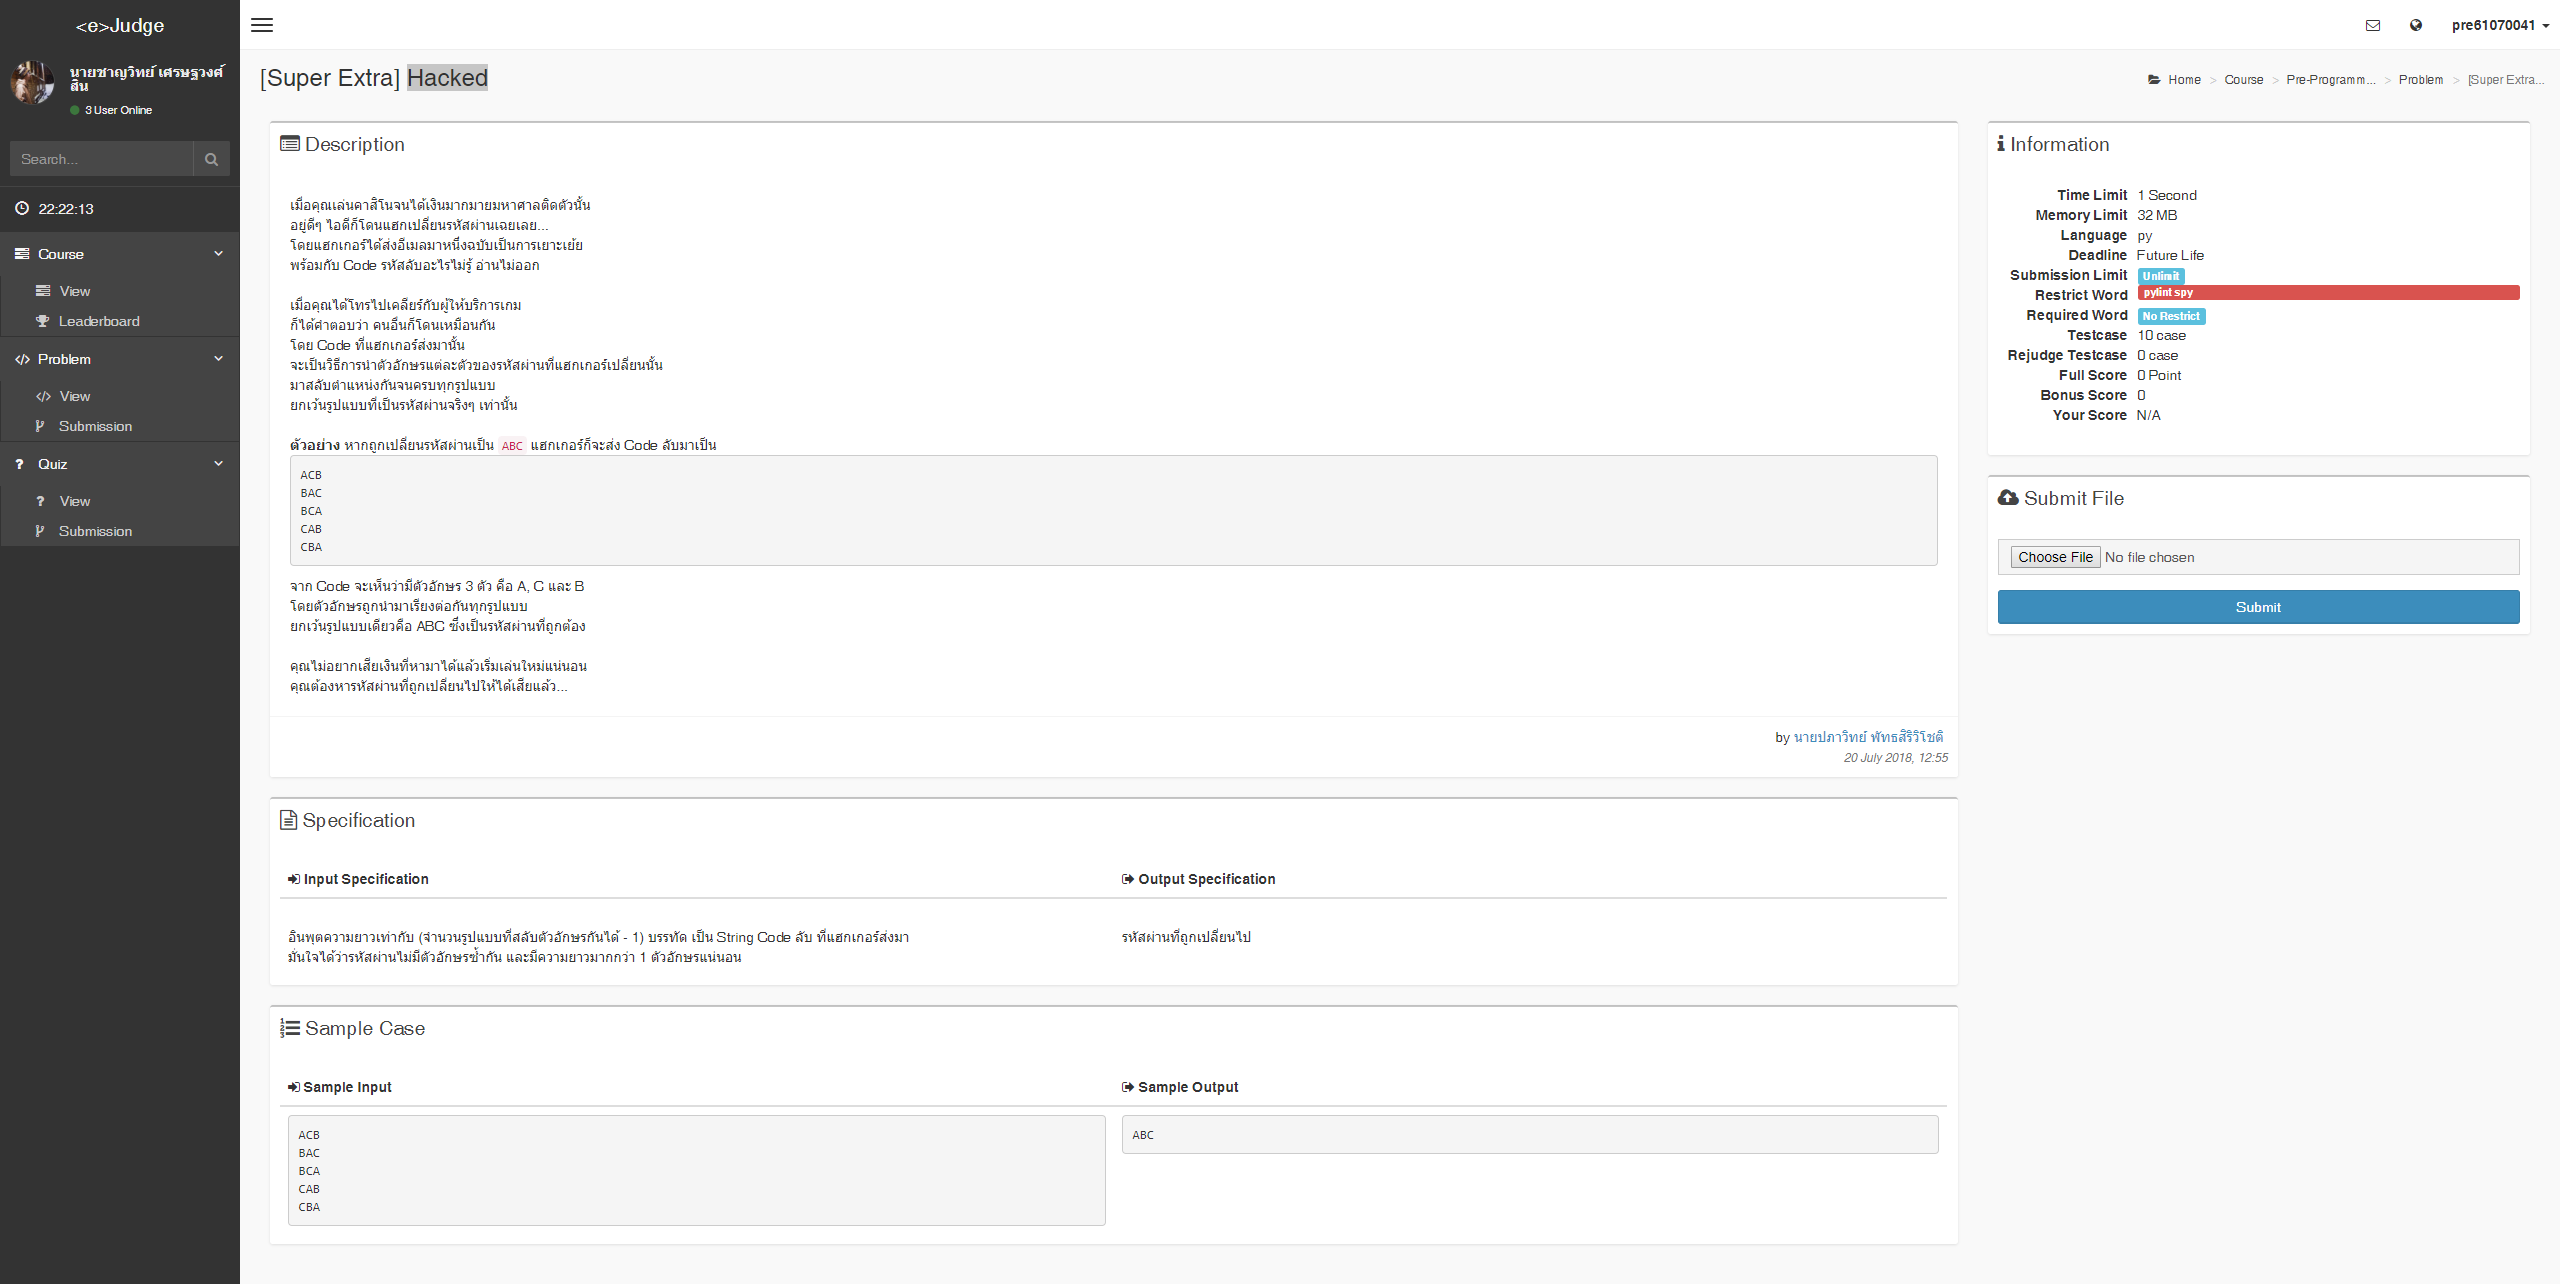 <e>Judge
pre61070041
นายชาญวิทย์ เศรษฐวงศ์
สิน
3 User Online
Search...
22:22:13
Course
View
Leaderboard
Problem
View
Submission
Quiz
View
Submission
[Super Extra] Hacked
Home > Course > Pre-Programm... > Problem > [Super Extra...
Description
เมื่อคุณเล่นคาสิโนจนได้เงินมากมายมหาศาลติดตัวนั้น
อยู่ดีๆ ไอดีก็โดนแฮกเปลี่ยนรหัสผ่านเฉยเลย...
โดยแฮกเกอร์ได้ส่งอีเมลมาหนึ่งฉบับเป็นการเยาะเย้ย
พร้อมกับ Code รหัสลับอะไรไม่รู้ อ่านไม่ออก
เมื่อคุณได้โทรไปเคลียร์กับผู้ให้บริการเกม
ก็ได้คำตอบว่า คนอื่นก็โดนเหมือนกัน
โดย Code ที่แฮกเกอร์ส่งมานั้น
จะเป็นวิธีการนำตัวอักษรแต่ละตัวของรหัสผ่านที่แฮกเกอร์เปลี่ยนนั้น
มาสลับตำแหน่งกันจนครบทุกรูปแบบ
ยกเว้นรูปแบบที่เป็นรหัสผ่านจริงๆ เท่านั้น
ตัวอย่าง หากถูกเปลี่ยนรหัสผ่านเป็น ABC แฮกเกอร์ก็จะส่ง Code ลับมาเป็น
ACB
BAC
BCA
CAB
CBA
จาก Code จะเห็นว่ามีตัวอักษร 3 ตัว คือ A, C และ B
โดยตัวอักษรถูกนำมาเรียงต่อกันทุกรูปแบบ
ยกเว้นรูปแบบเดียวคือ ABC ซึ่งเป็นรหัสผ่านที่ถูกต้อง
คุณไม่อยากเสียเงินที่หามาได้แล้วเริ่มเล่นใหม่แน่นอน
คุณต้องหารหัสผ่านที่ถูกเปลี่ยนไปให้ได้เสียแล้ว...
by นายปภาวิทย์ พัทธสิริวิโชติ
20 July 2018, 12:55
Specification
Input Specification
Output Specification
อินพุตความยาวเท่ากับ (จำนวนรูปแบบที่สลับตัวอักษรกันได้ - 1) บรรทัด เป็น String Code ลับ ที่แฮกเกอร์ส่งมา
มั่นใจได้ว่ารหัสผ่านไม่มีตัวอักษรซ้ำกัน และมีความยาวมากกว่า 1 ตัวอักษรแน่นอน
รหัสผ่านที่ถูกเปลี่ยนไป
Sample Case
Sample Input
Sample Output
ACB
BAC
BCA
CAB
CBA
ABC
Information
Time Limit 1 Second
Memory Limit 32 MB
Language py
Deadline Future Life
Submission Limit Unlimit
Restrict Word pylint spy
Required Word No Restrict
Testcase 10 case
Rejudge Testcase 0 case
Full Score 0 Point
Bonus Score 0
Your Score N/A
Submit File
Choose File No file chosen
Submit